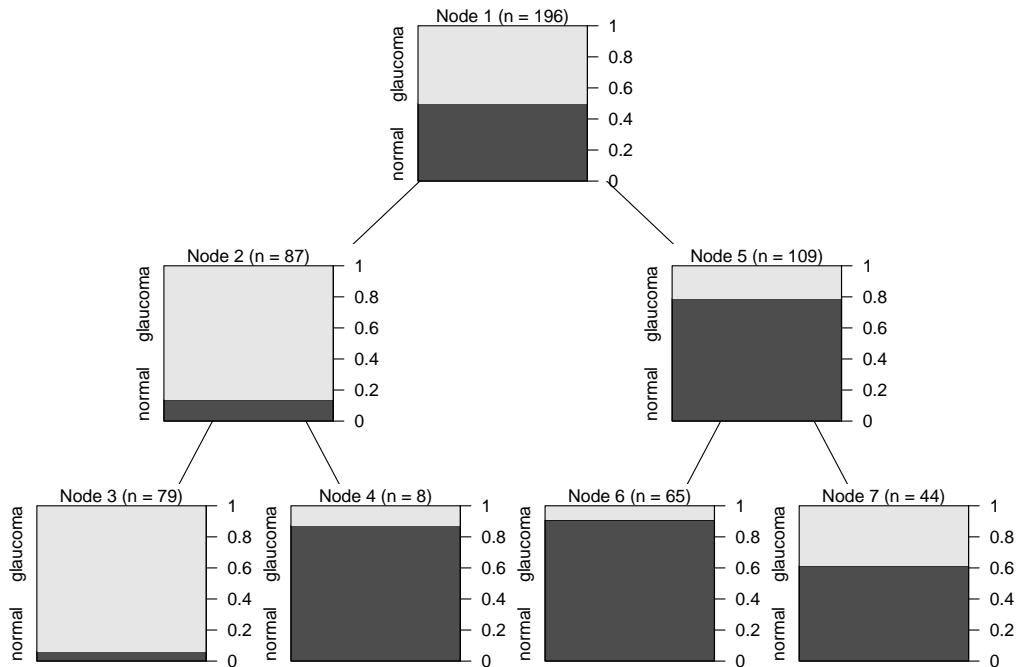 Node 1 (n = 196)
glaucoma
normal
1
0.8
0.6
0.4
0.2
0
Node 2 (n = 87)
glaucoma
normal
1
0.8
0.6
0.4
0.2
0
Node 5 (n = 109)
glaucoma
normal
1
0.8
0.6
0.4
0.2
0
Node 3 (n = 79)
glaucoma
normal
1
0.8
0.6
0.4
0.2
0
Node 4 (n = 8)
glaucoma
normal
1
0.8
0.6
0.4
0.2
0
Node 6 (n = 65)
glaucoma
normal
1
0.8
0.6
0.4
0.2
0
Node 7 (n = 44)
glaucoma
normal
1
0.8
0.6
0.4
0.2
0